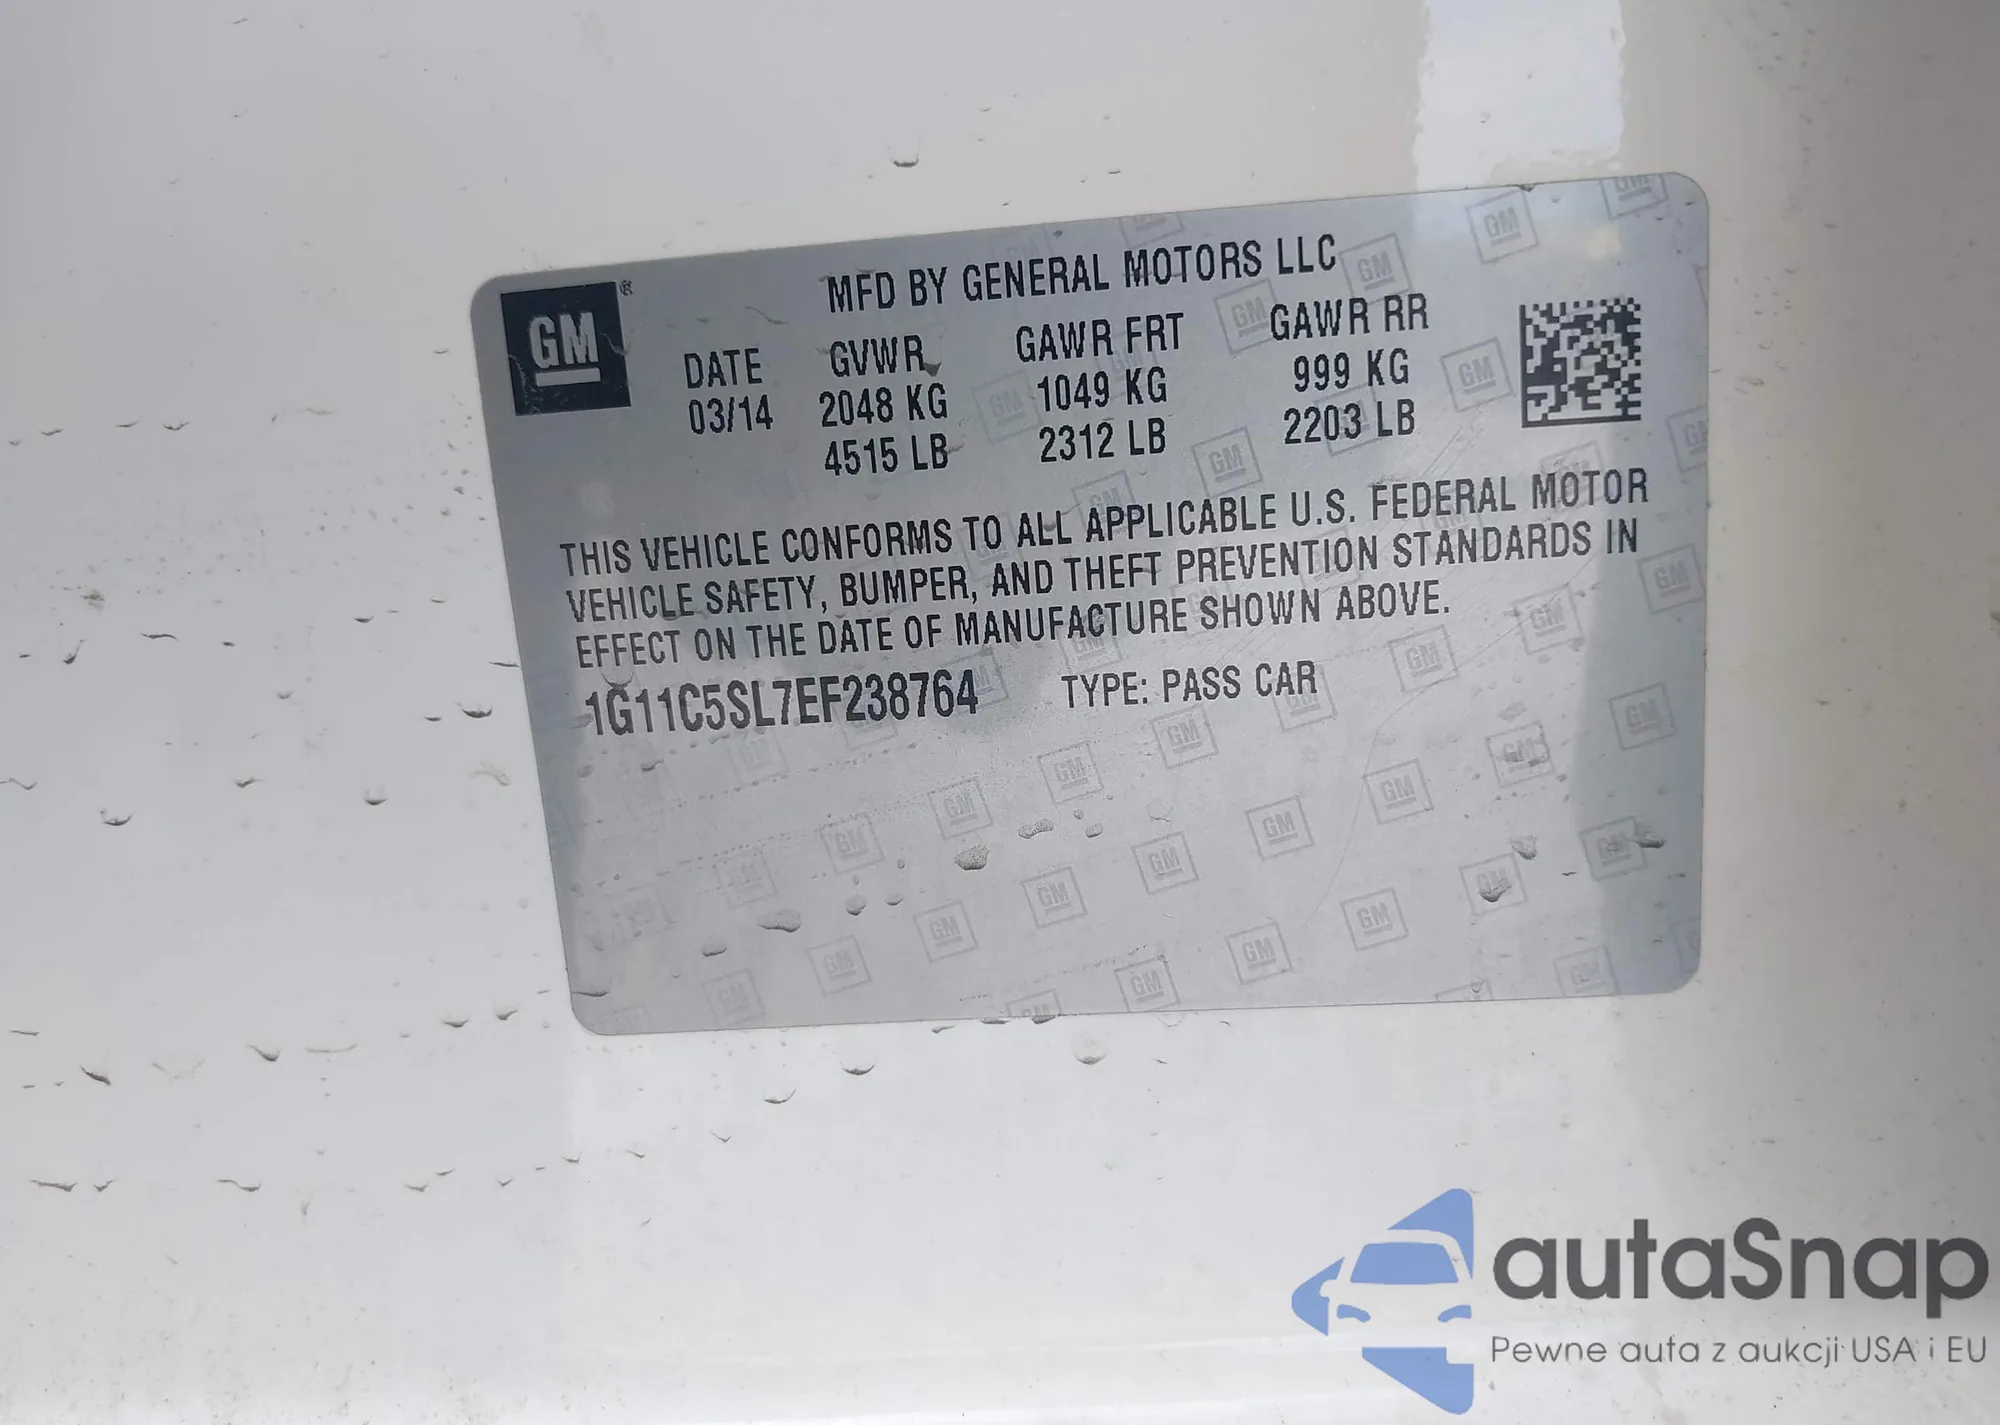 GM®
MFD BY GENERAL MOTORS LLC
DATE GVWR GAWR FRT GAWR RR
03/14 2048 KG 1049 KG 999 KG
4515 LB 2312 LB 2203 LB
THIS VEHICLE CONFORMS TO ALL APPLICABLE U.S. FEDERAL MOTOR
VEHICLE SAFETY, BUMPER, AND THEFT PREVENTION STANDARDS IN
EFFECT ON THE DATE OF MANUFACTURE SHOWN ABOVE.
1G11C5SL7EF238764 TYPE: PASS CAR
autaSnap
Pewne auta z aukcji USA i EU